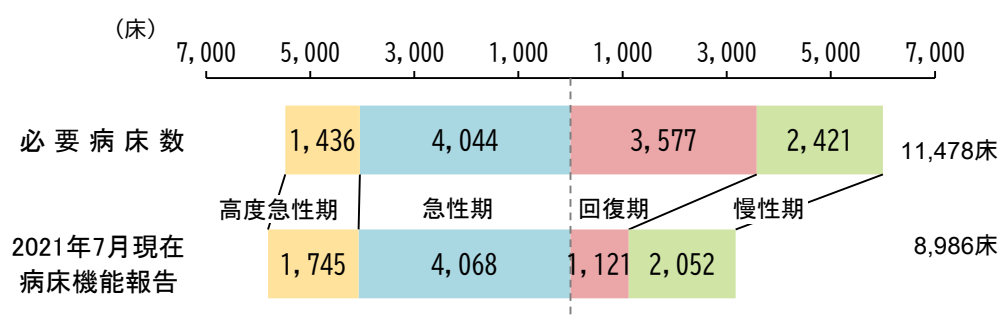 (床)
7,000 5,000 3,000 1,000 1,000 3,000 5,000 7,000
必要病床数 1,436 4,044 3,577 2,421 11,478床
高度急性期 急性期 回復期 慢性期
2021年7月現在
病床機能報告 1,745 4,068 1,121 2,052 8,986床